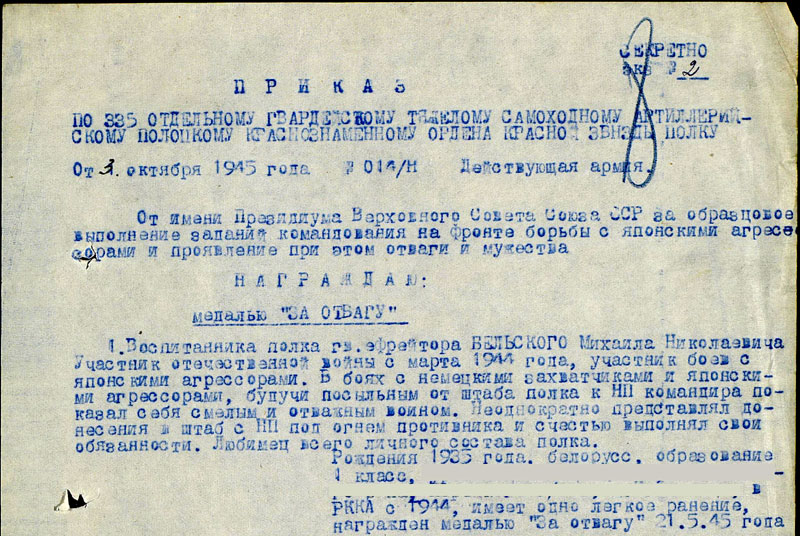 СЕКРЕТНО
экз № 2
П Р И К А З
ПО 335 ОТДЕЛЬНОМУ ГВАРДЕЙСКОМУ ТЯЖЕЛОМУ САМОХОДНОМУ АРТИЛЛЕРИЙ-
СКОМУ ПОЛОЦКОМУ КРАСНОЗНАМЕННОМУ ОРДЕНА КРАСНОЙ ЗВЕЗДЫ ПОЛКУ
От 3. октября 1945 года № 014/Н Действующая армия.
От имени Президиума Верховного Совета Союза ССР за образцовое
выполнение заданий командования на фронте борьбы с японскими агресс-
сорами и проявление при этом отваги и мужества
Н А Г Р А Ж Д А Ю:
медалью "ЗА ОТВАГУ"
1.Воспитанника полка гв.ефрейтора БЕЛЬСКОГО Михаила Николаевича
Участник отечественной войны с марта 1944 года, участник боев с
японскими агрессорами. В боях с немецкими захватчиками и японски-
ми агрессорами, будучи посыльным от штаба полка к НП командира по-
казал себя смелым и отважным воином. Неоднократно представлял до-
несения в штаб с НП под огнем противника и счестью выполнял свои
обязанности. Любимец всего личного состава полка.
Рождения 1935 года. белорусс, образование
1 класс,
в
РККА с 1944, имеет одно легкое ранение,
награжден медалью "За отвагу" 21.5.45 года